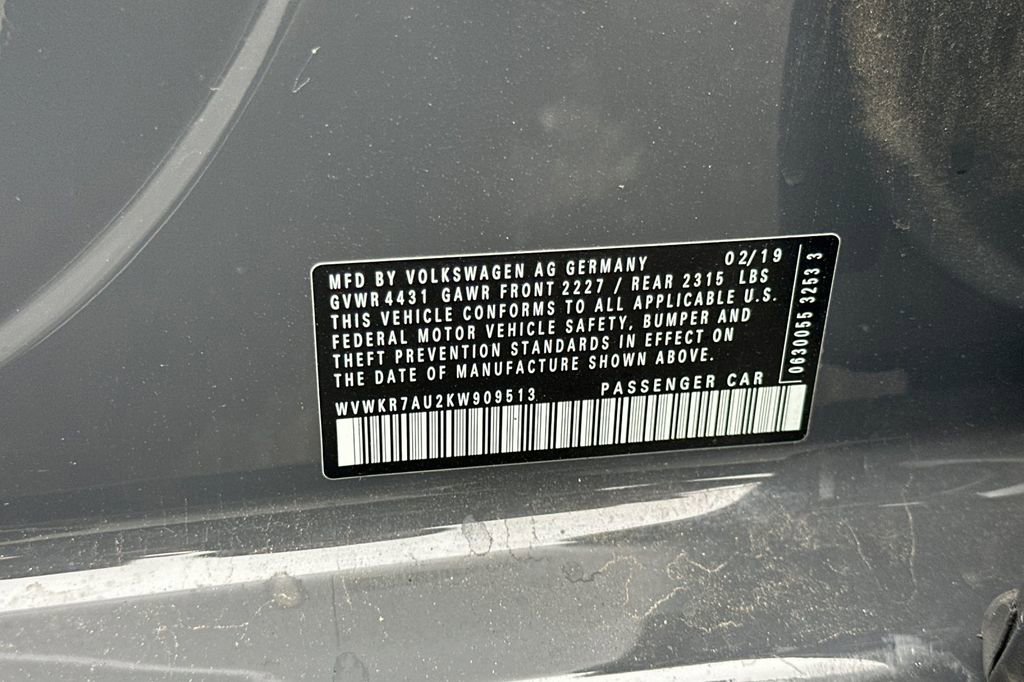 MFD BY VOLKSWAGEN AG GERMANY 02/19
GVWR 4431 GAWR FRONT 2227 / REAR 2315 LBS
THIS VEHICLE CONFORMS TO ALL APPLICABLE U.S.
FEDERAL MOTOR VEHICLE SAFETY, BUMPER AND
THEFT PREVENTION STANDARDS IN EFFECT ON
THE DATE OF MANUFACTURE SHOWN ABOVE.
WVWKR7AU2KW909513 PASSENGER CAR
0630055 3253 3